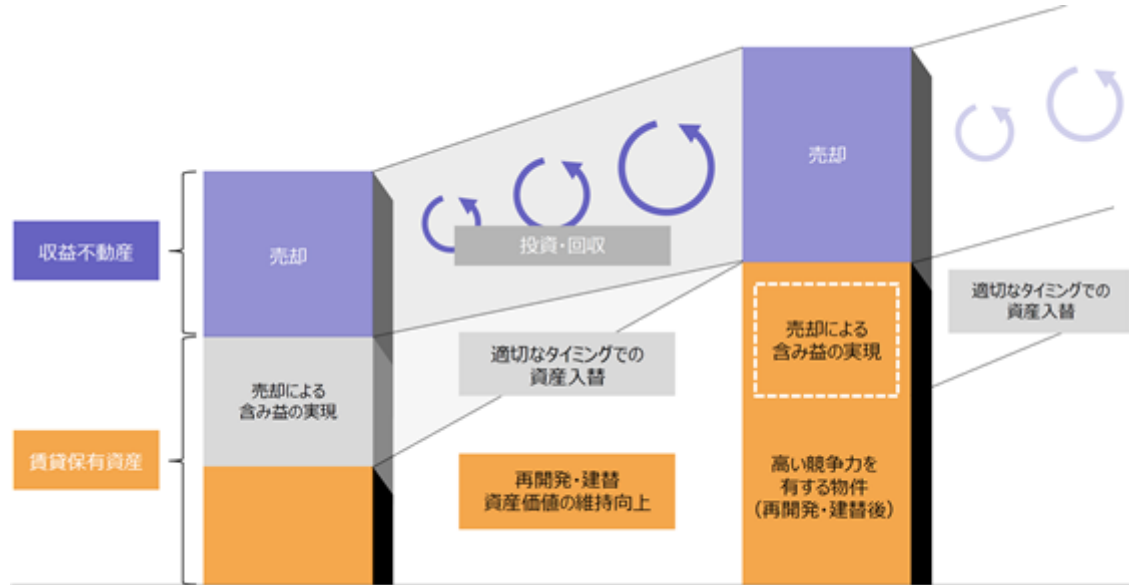 収益不動産
賃貸保有資産
売却
売却による
含み益の実現
投資・回収
適切なタイミングでの
資産入替
再開発・建替
資産価値の維持向上
売却
売却による
含み益の実現
高い競争力を
有する物件
（再開発・建替後）
適切なタイミングでの
資産入替